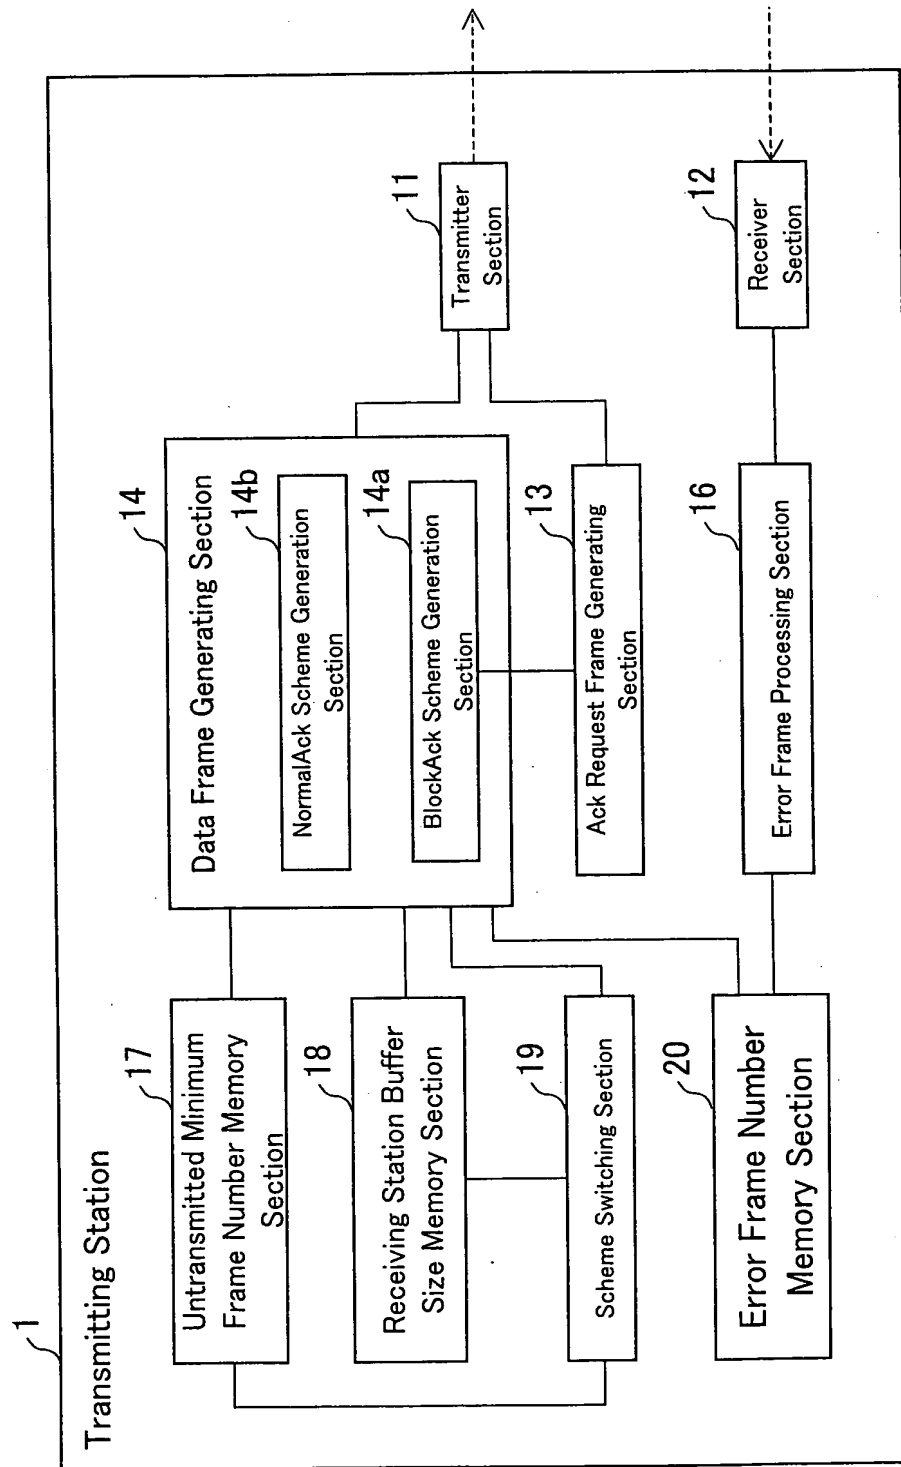 1
Transmitting Station
17
Untransmitted Minimum
Frame Number Memory
Section
18
Receiving Station Buffer
Size Memory Section
19
Scheme Switching Section
20
Error Frame Number
Memory Section
14
Data Frame Generating Section
14b
NormalAck Scheme Generation
Section
14a
BlockAck Scheme Generation
Section
13
Ack Request Frame Generating
Section
16
Error Frame Processing Section
11
Transmitter
Section
12
Receiver
Section